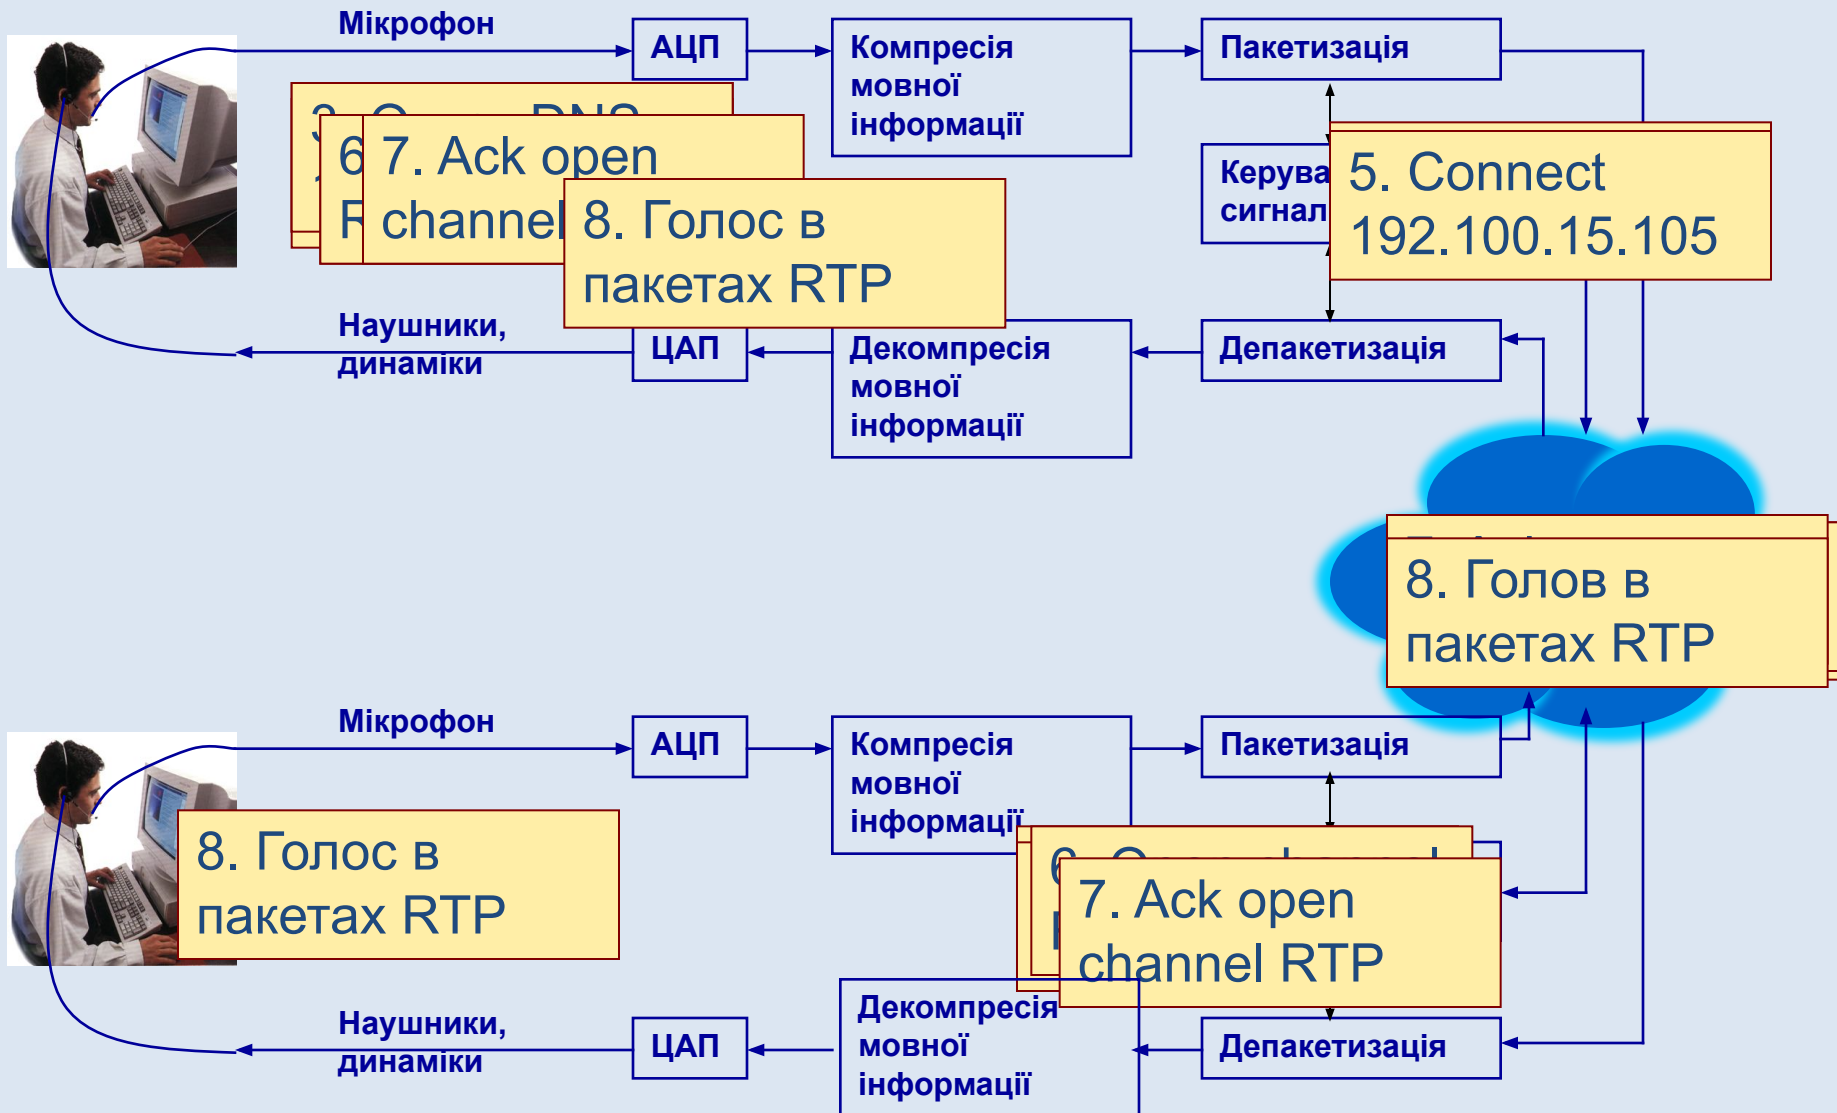 Мікрофон
АЦП
Компресія
мовної
інформації
Пакетизація
7. Ack open
channel
8. Голос в
пакетах RTP
5. Connect
192.100.15.105
Наушники,
динаміки
ЦАП
Декомпресія
мовної
інформації
Депакетизація
8. Голов в
пакетах RTP
Мікрофон
АЦП
Компресія
мовної
інформації
Пакетизація
8. Голос в
пакетах RTP
7. Ack open
channel RTP
Наушники,
динаміки
ЦАП
Декомпресія
мовної
інформації
Депакетизація